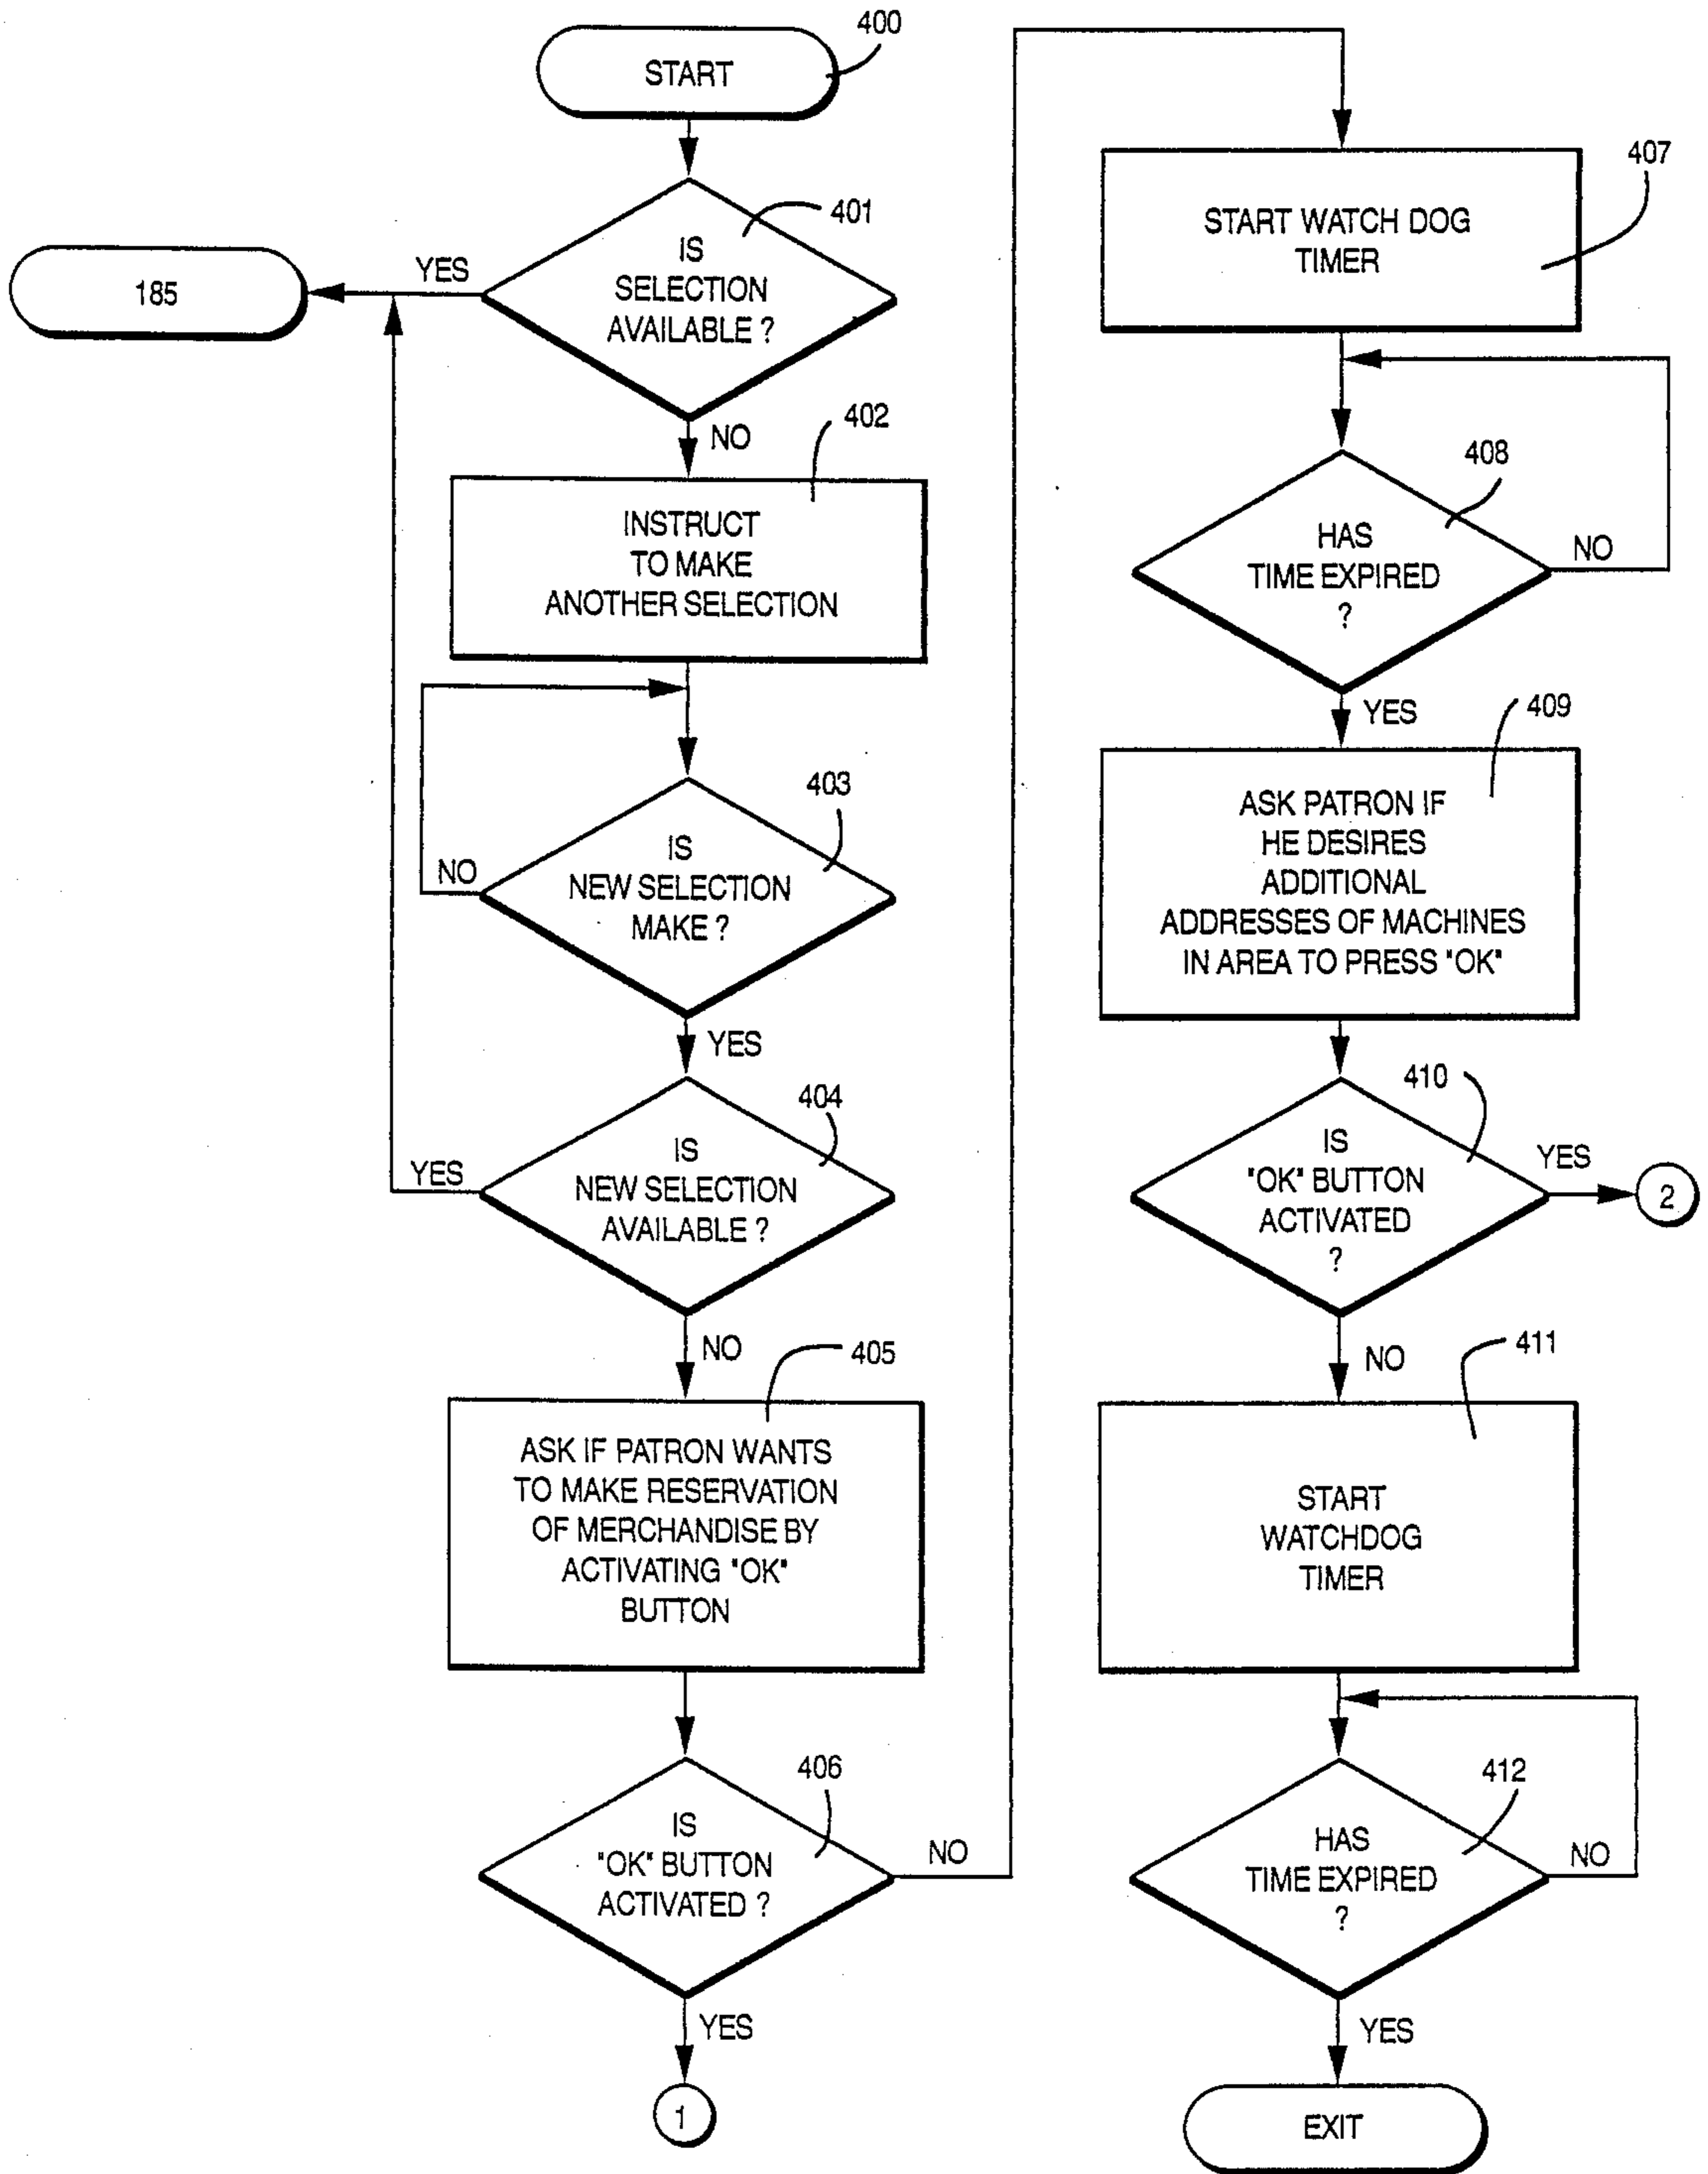 START
400
401
IS
SELECTION
AVAILABLE ?
YES
185
NO
402
INSTRUCT
TO MAKE
ANOTHER SELECTION
403
IS
NEW SELECTION
MAKE ?
NO
YES
404
IS
NEW SELECTION
AVAILABLE ?
YES
NO
405
ASK IF PATRON WANTS
TO MAKE RESERVATION
OF MERCHANDISE BY
ACTIVATING "OK"
BUTTON
406
IS
"OK" BUTTON
ACTIVATED ?
NO
YES
1
407
START WATCH DOG
TIMER
408
HAS
TIME EXPIRED
?
NO
YES
409
ASK PATRON IF
HE DESIRES
ADDITIONAL
ADDRESSES OF MACHINES
IN AREA TO PRESS "OK"
410
IS
"OK" BUTTON
ACTIVATED
?
YES
2
NO
411
START
WATCHDOG
TIMER
412
HAS
TIME EXPIRED
?
NO
YES
EXIT